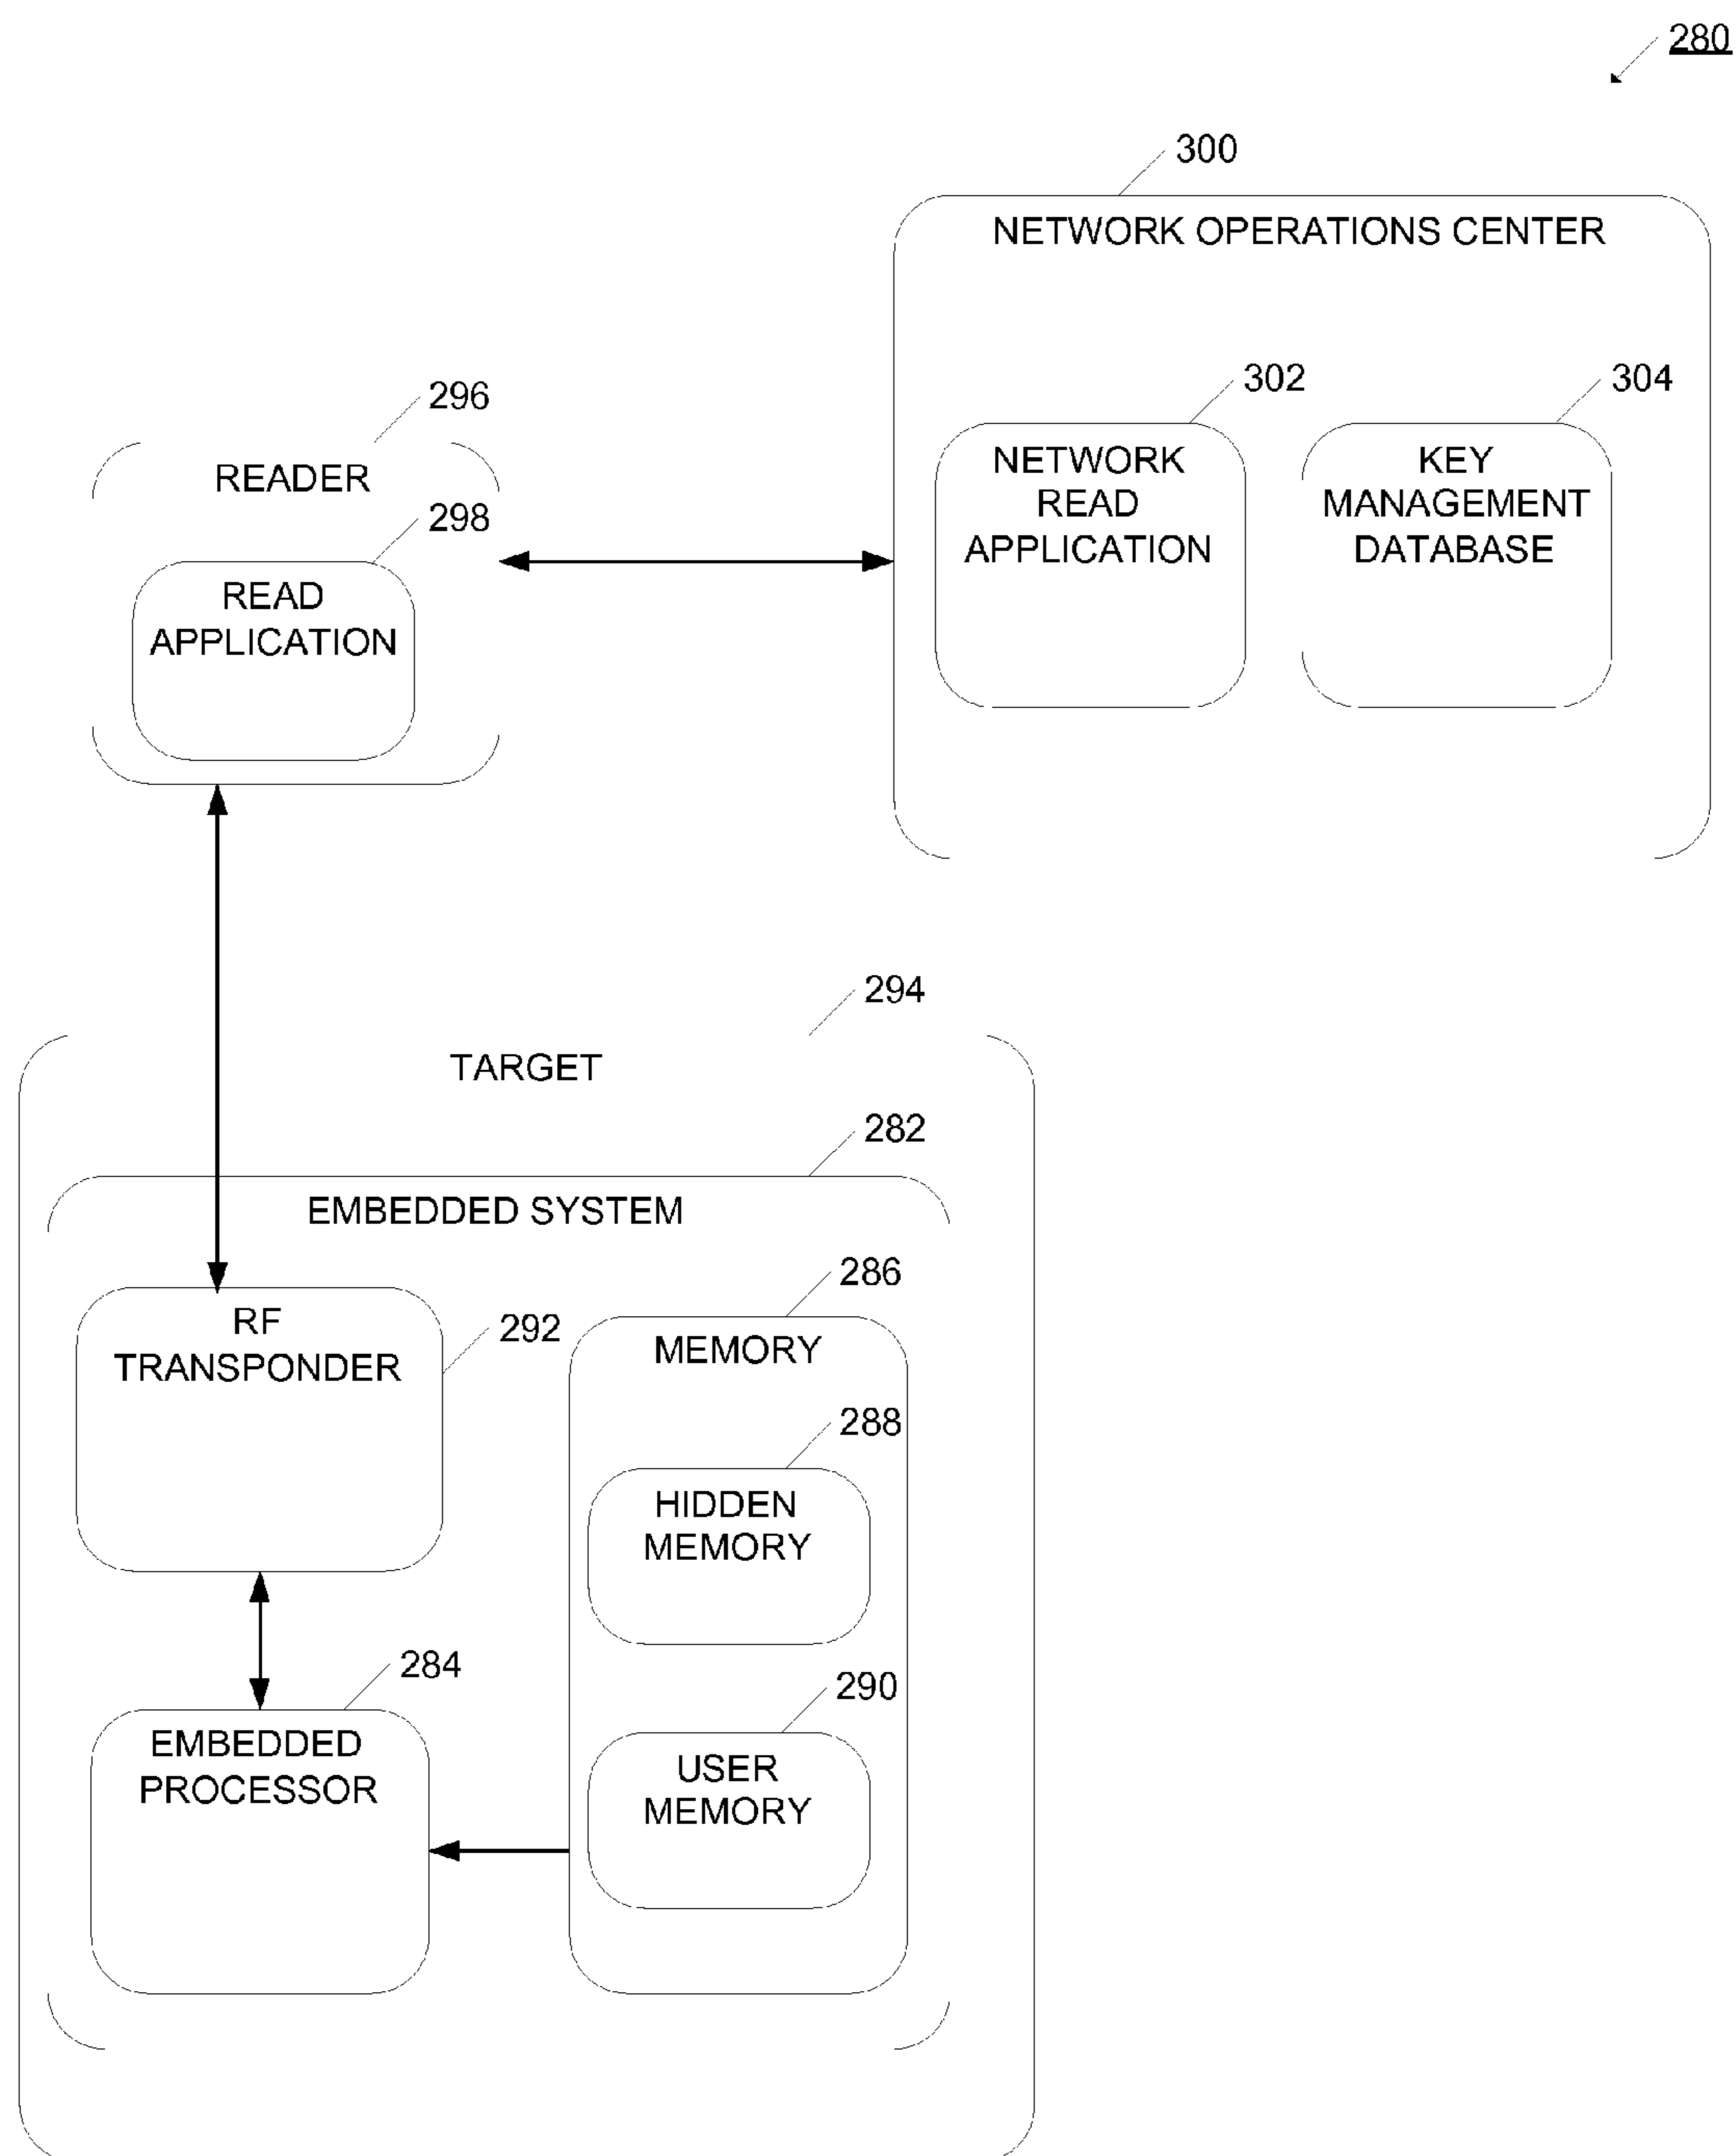 280
300
NETWORK OPERATIONS CENTER
302
304
NETWORK
READ
APPLICATION
KEY
MANAGEMENT
DATABASE
296
READER
298
READ
APPLICATION
294
TARGET
282
EMBEDDED SYSTEM
292
RF
TRANSPONDER
286
MEMORY
288
HIDDEN
MEMORY
284
EMBEDDED
PROCESSOR
290
USER
MEMORY